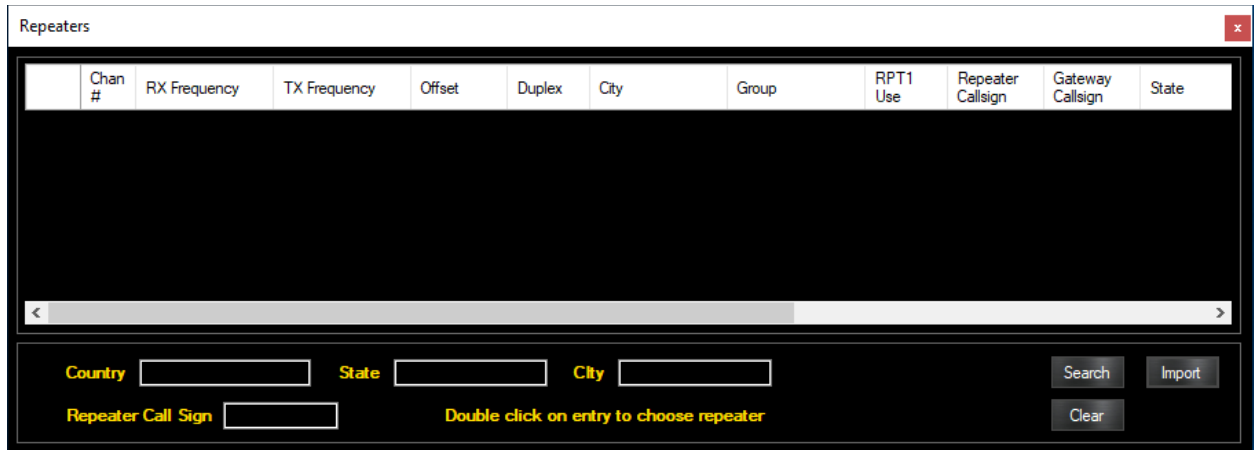 Repeaters
x
Chan # RX Frequency TX Frequency Offset Duplex City Group RPT1 Use Repeater Callsign Gateway Callsign State
Country State CIty Search Import
Repeater Call Sign Double click on entry to choose repeater Clear